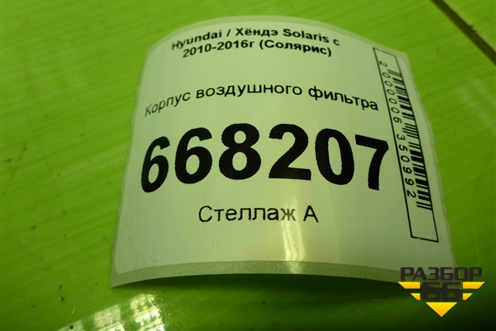 Hyundai / Хёндэ Solaris с
2010-2016г (Солярис)
Корпус воздушного фильтра
668207
Стеллаж А
2000006350992
РАЗБОР
66